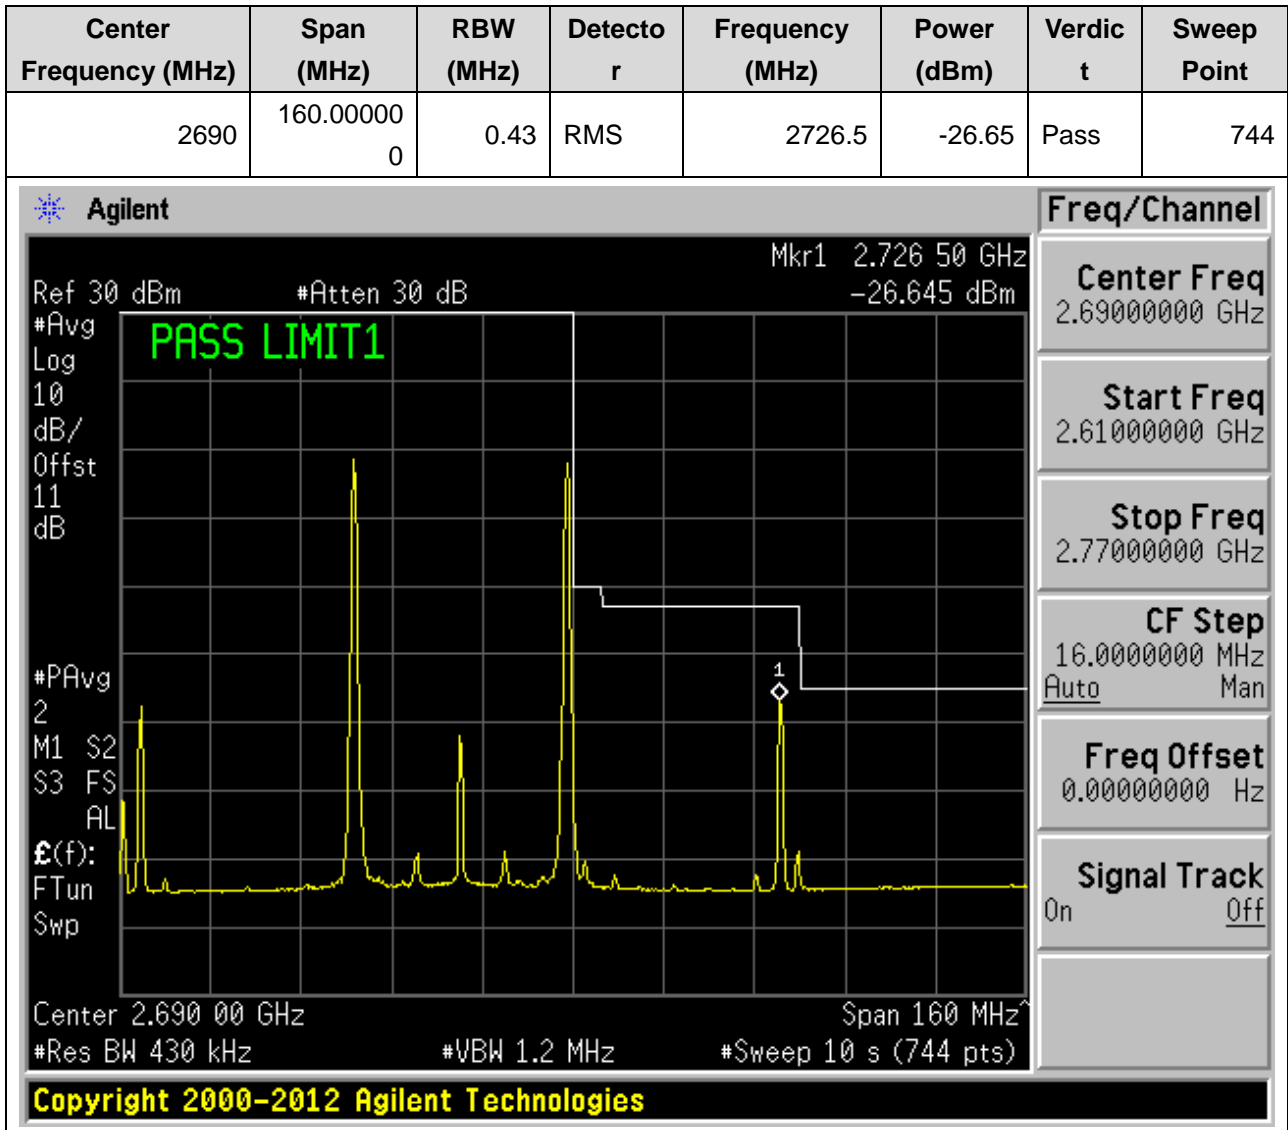 Center Frequency (MHz) Span (MHz) RBW (MHz) Detecto r Frequency (MHz) Power (dBm) Verdic t Sweep Point
2690 160.00000 0 0.43 RMS 2726.5 -26.65 Pass 744
Agilent
Freq/Channel
Mkr1 2.726 50 GHz
Ref 30 dBm #Atten 30 dB -26.645 dBm
#Avg
Log
10
dB/
Offst
11
dB
PASS LIMIT1
1
#PAvg
2
M1 S2
S3 FS
AL
£(f):
FTun
Swp
Center 2.690 00 GHz Span 160 MHz^
#Res BW 430 kHz #VBW 1.2 MHz #Sweep 10 s (744 pts)
Center Freq
2.69000000 GHz
Start Freq
2.61000000 GHz
Stop Freq
2.77000000 GHz
CF Step
16.0000000 MHz
Auto Man
Freq Offset
0.00000000 Hz
Signal Track
On Off
Copyright 2000-2012 Agilent Technologies